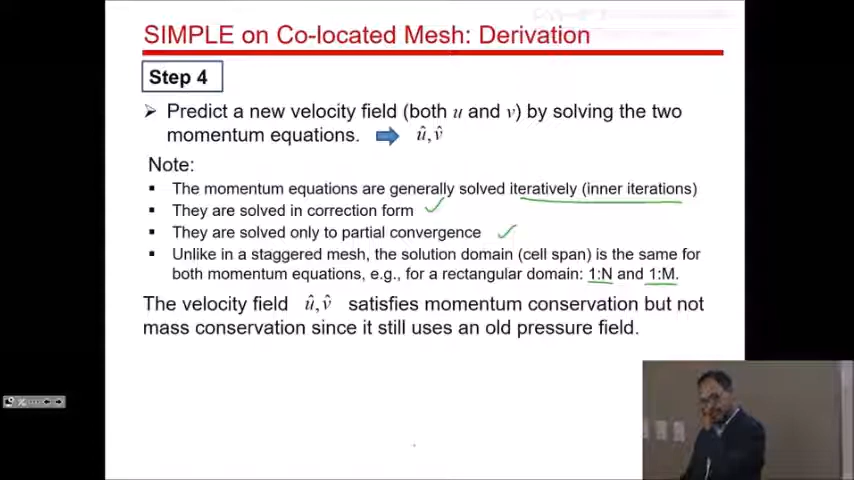 SIMPLE on Co-located Mesh: Derivation
Step 4
➢ Predict a new velocity field (both u and v) by solving the two
momentum equations. û, v̂
Note:
▪ The momentum equations are generally solved iteratively (inner iterations)
▪ They are solved in correction form
▪ They are solved only to partial convergence
▪ Unlike in a staggered mesh, the solution domain (cell span) is the same for
both momentum equations, e.g., for a rectangular domain: 1:N and 1:M.
The velocity field û, v̂ satisfies momentum conservation but not
mass conservation since it still uses an old pressure field.